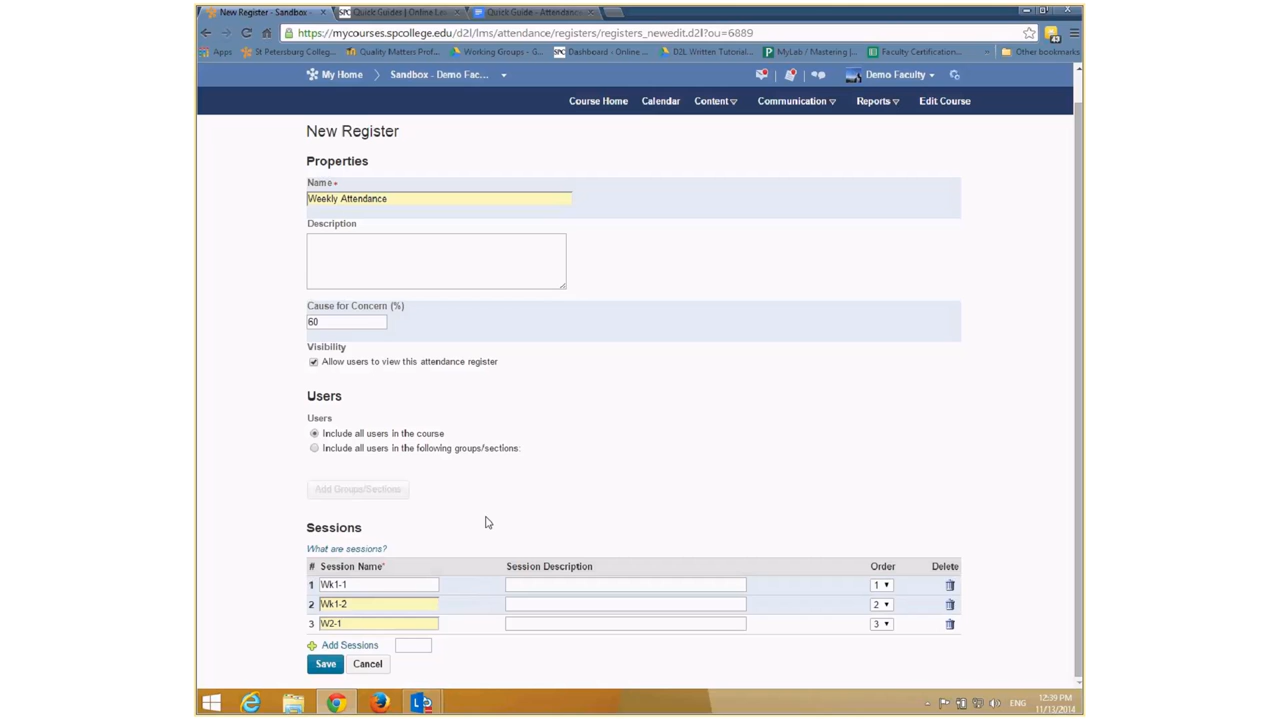 New Register - Sandbox - × SPC Quick Guides | Online Le × Quick Guide - Attendance ×
https://mycourses.spcollege.edu/d2l/lms/attendance/registers/registers_newedit.d2l?ou=6889
Apps St Petersburg Colleg... Quality Matters Prof... Working Groups - G... SPC Dashboard - Online ... D2L Written Tutorial... P MyLab / Mastering |... Faculty Certification... » Other bookmarks
My Home Sandbox - Demo Fac... Demo Faculty
Course Home Calendar Content Communication Reports Edit Course
New Register
Properties
Name *
Weekly Attendance
Description
Cause for Concern (%)
60
Visibility
Allow users to view this attendance register
Users
Users
Include all users in the course
Include all users in the following groups/sections:
Add Groups/Sections
Sessions
What are sessions?
# Session Name* Session Description Order Delete
1 Wk1-1 1
2 Wk1-2 2
3 W2-1 3
Add Sessions
Save Cancel
ENG 12:39 PM
11/13/2014